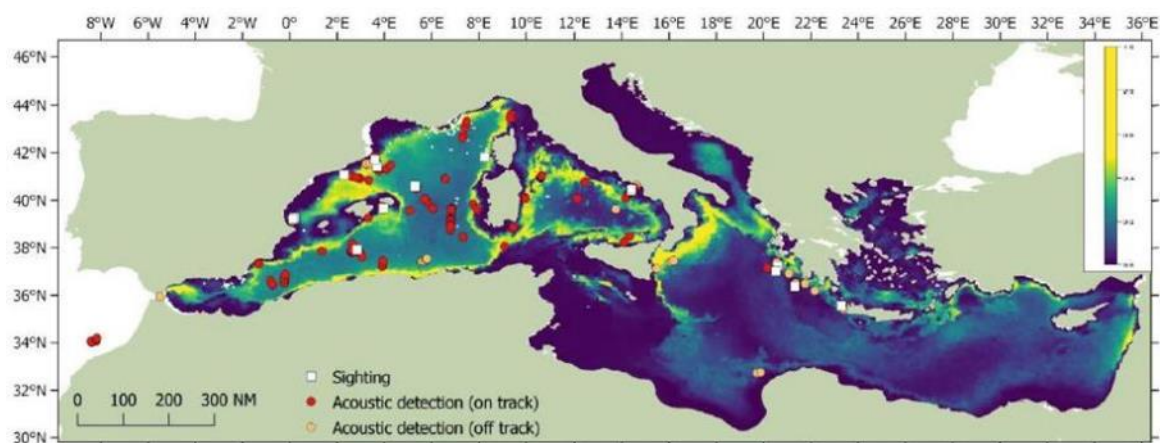 8°W 6°W 4°W 2°W 0° 2°E 4°E 6°E 8°E 10°E 12°E 14°E 16°E 18°E 20°E 22°E 24°E 26°E 28°E 30°E 32°E 34°E 36°E
46°N
44°N
42°N
40°N
38°N
36°N
34°N
32°N
Sighting
0 100 200 300 NM
Acoustic detection (on track)
Acoustic detection (off track)